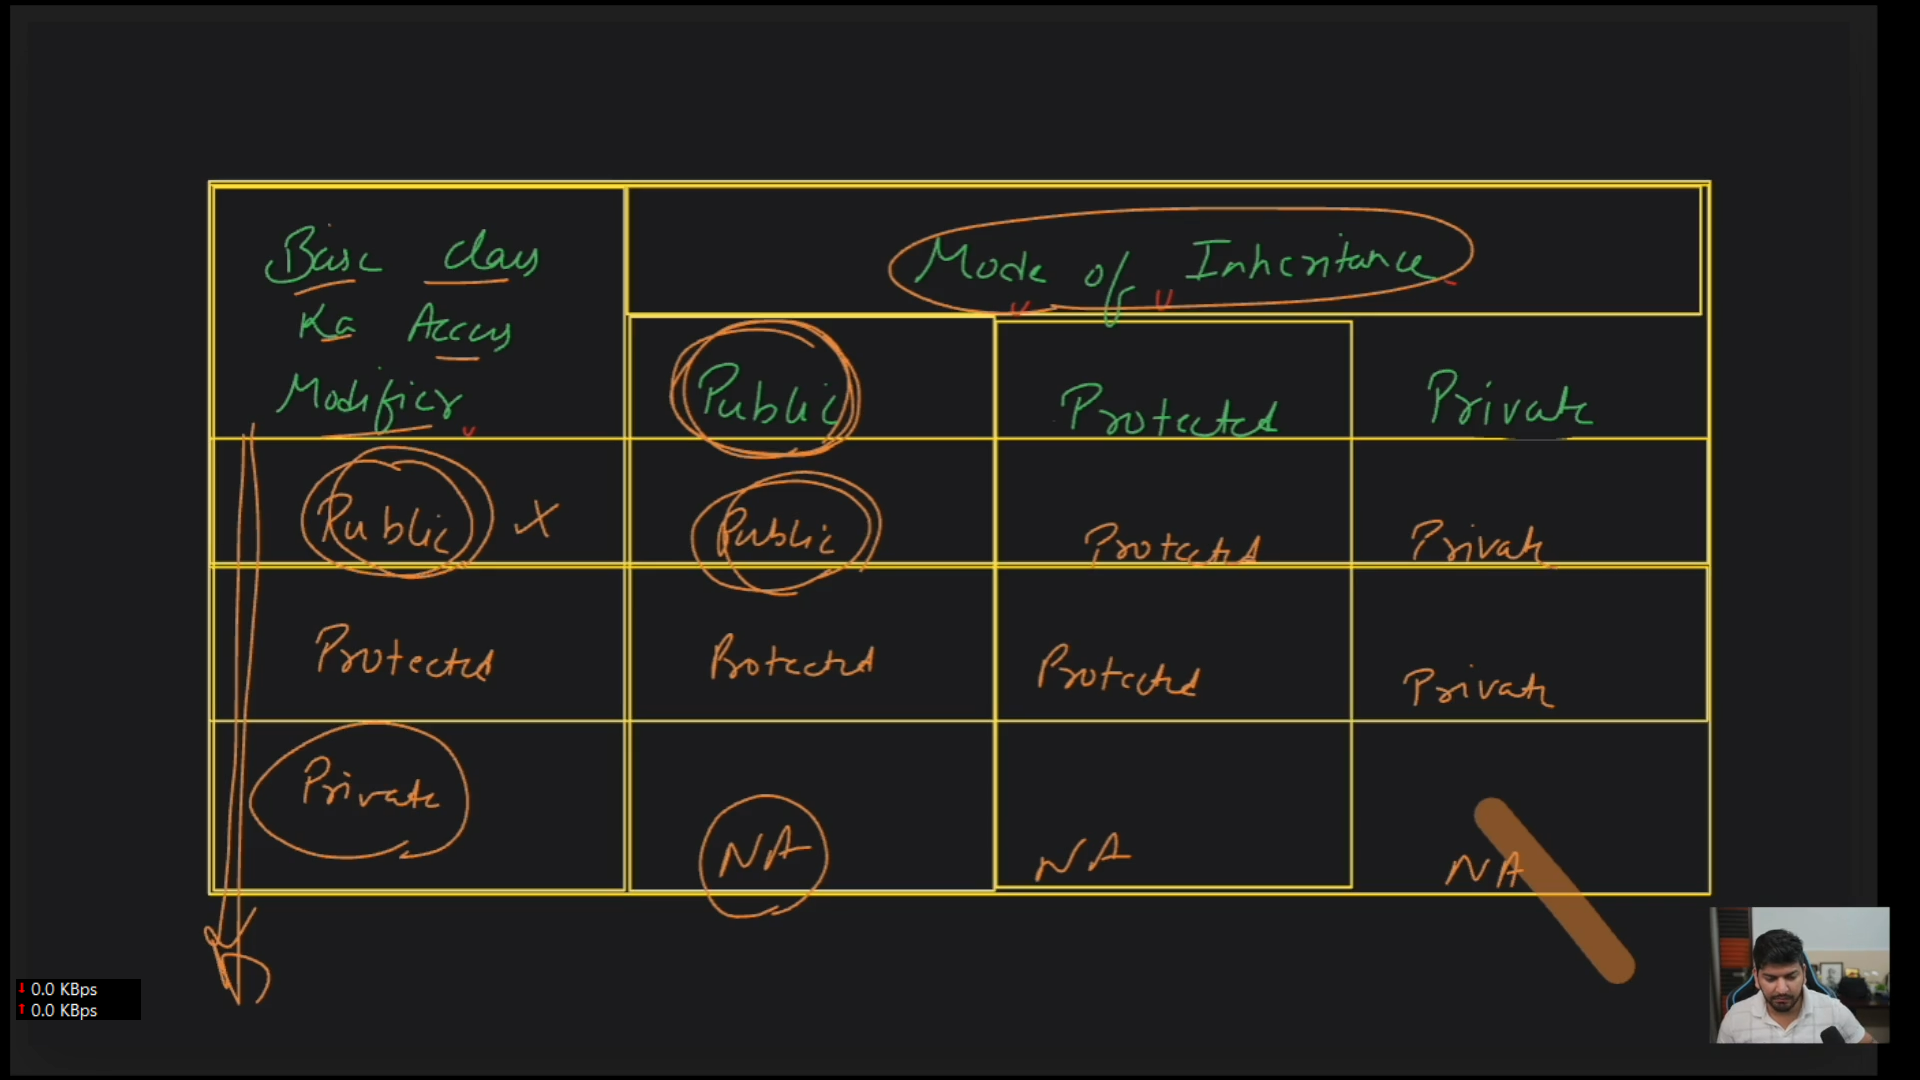 Base class
Ka Access
Modifier
Mode of Inheritance
Public Protected Private
Public X Public Protected Private
Protected Protected Protected Private
Private NA NA NA
↓ 0.0 KBps
↑ 0.0 KBps